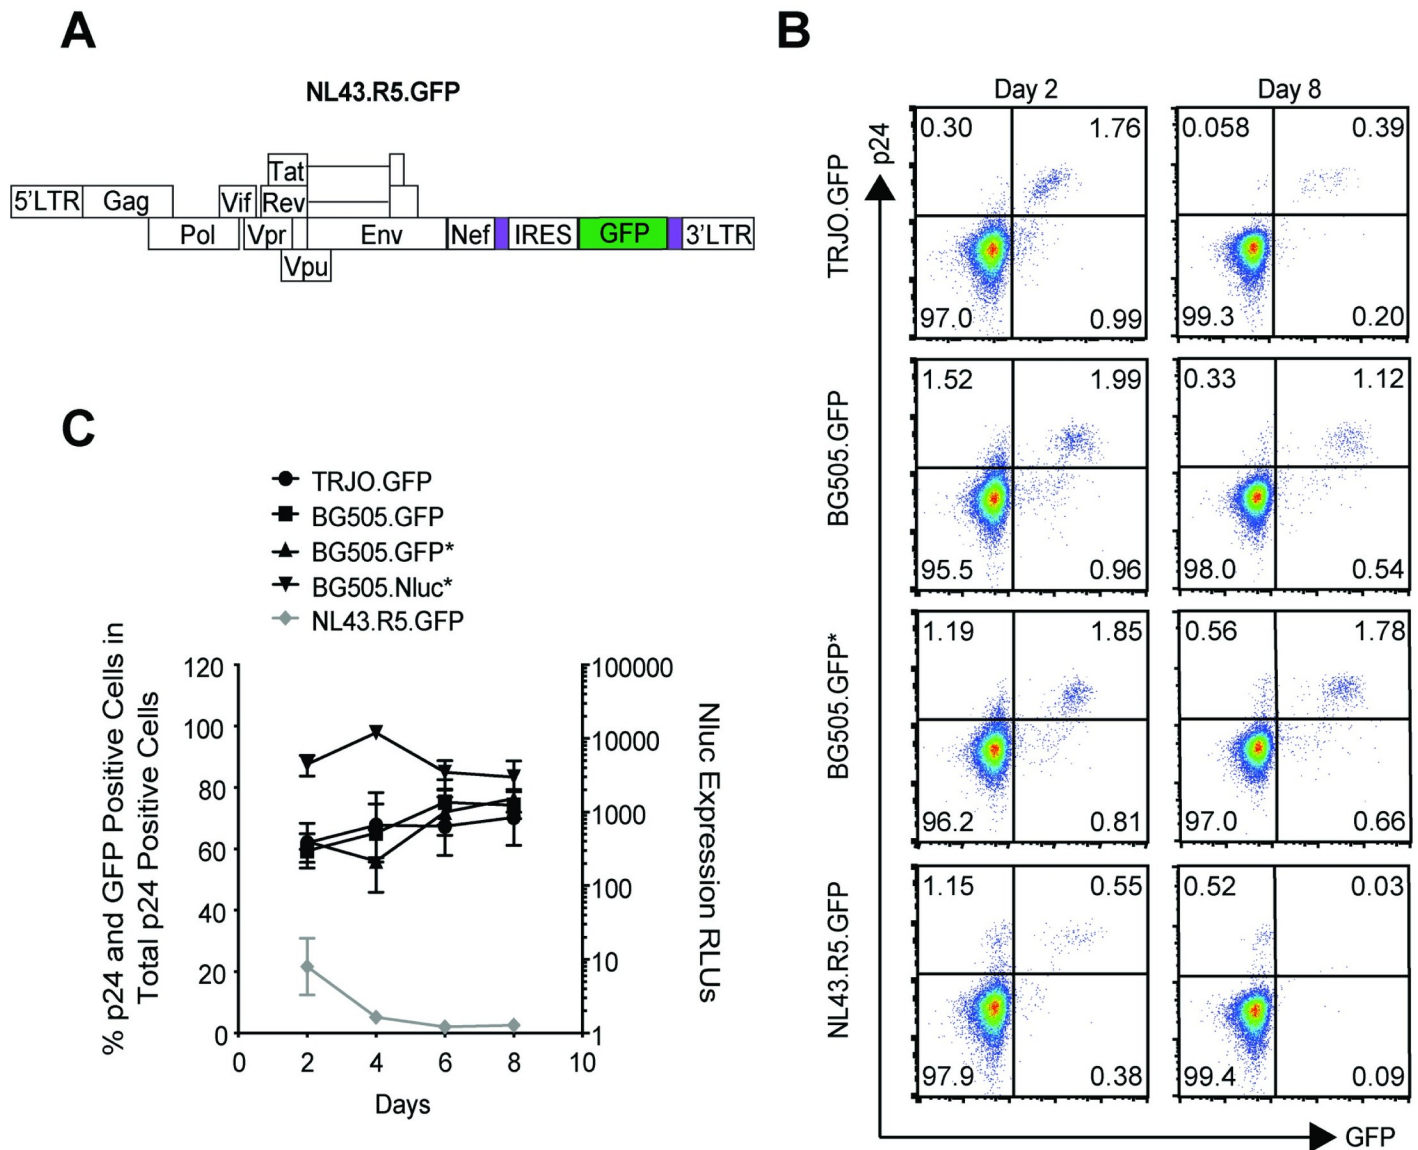 A
NL43.R5.GFP
Tat
5'LTR Gag Vif Rev
Pol Vpr Env Nef IRES GFP 3'LTR
Vpu
B
Day 2 Day 8
p24
TRJO.GFP
0.30 1.76 0.058 0.39
97.0 0.99 99.3 0.20
BG505.GFP
1.52 1.99 0.33 1.12
95.5 0.96 98.0 0.54
BG505.GFP*
1.19 1.85 0.56 1.78
96.2 0.81 97.0 0.66
NL43.R5.GFP
1.15 0.55 0.52 0.03
97.9 0.38 99.4 0.09
GFP
C
TRJO.GFP
BG505.GFP
BG505.GFP*
BG505.Nluc*
NL43.R5.GFP
% p24 and GFP Positive Cells in
Total p24 Positive Cells
120
100
80
60
40
20
0
100000
10000
1000
100
10
1
Nluc Expression RLUs
0 2 4 6 8 10
Days